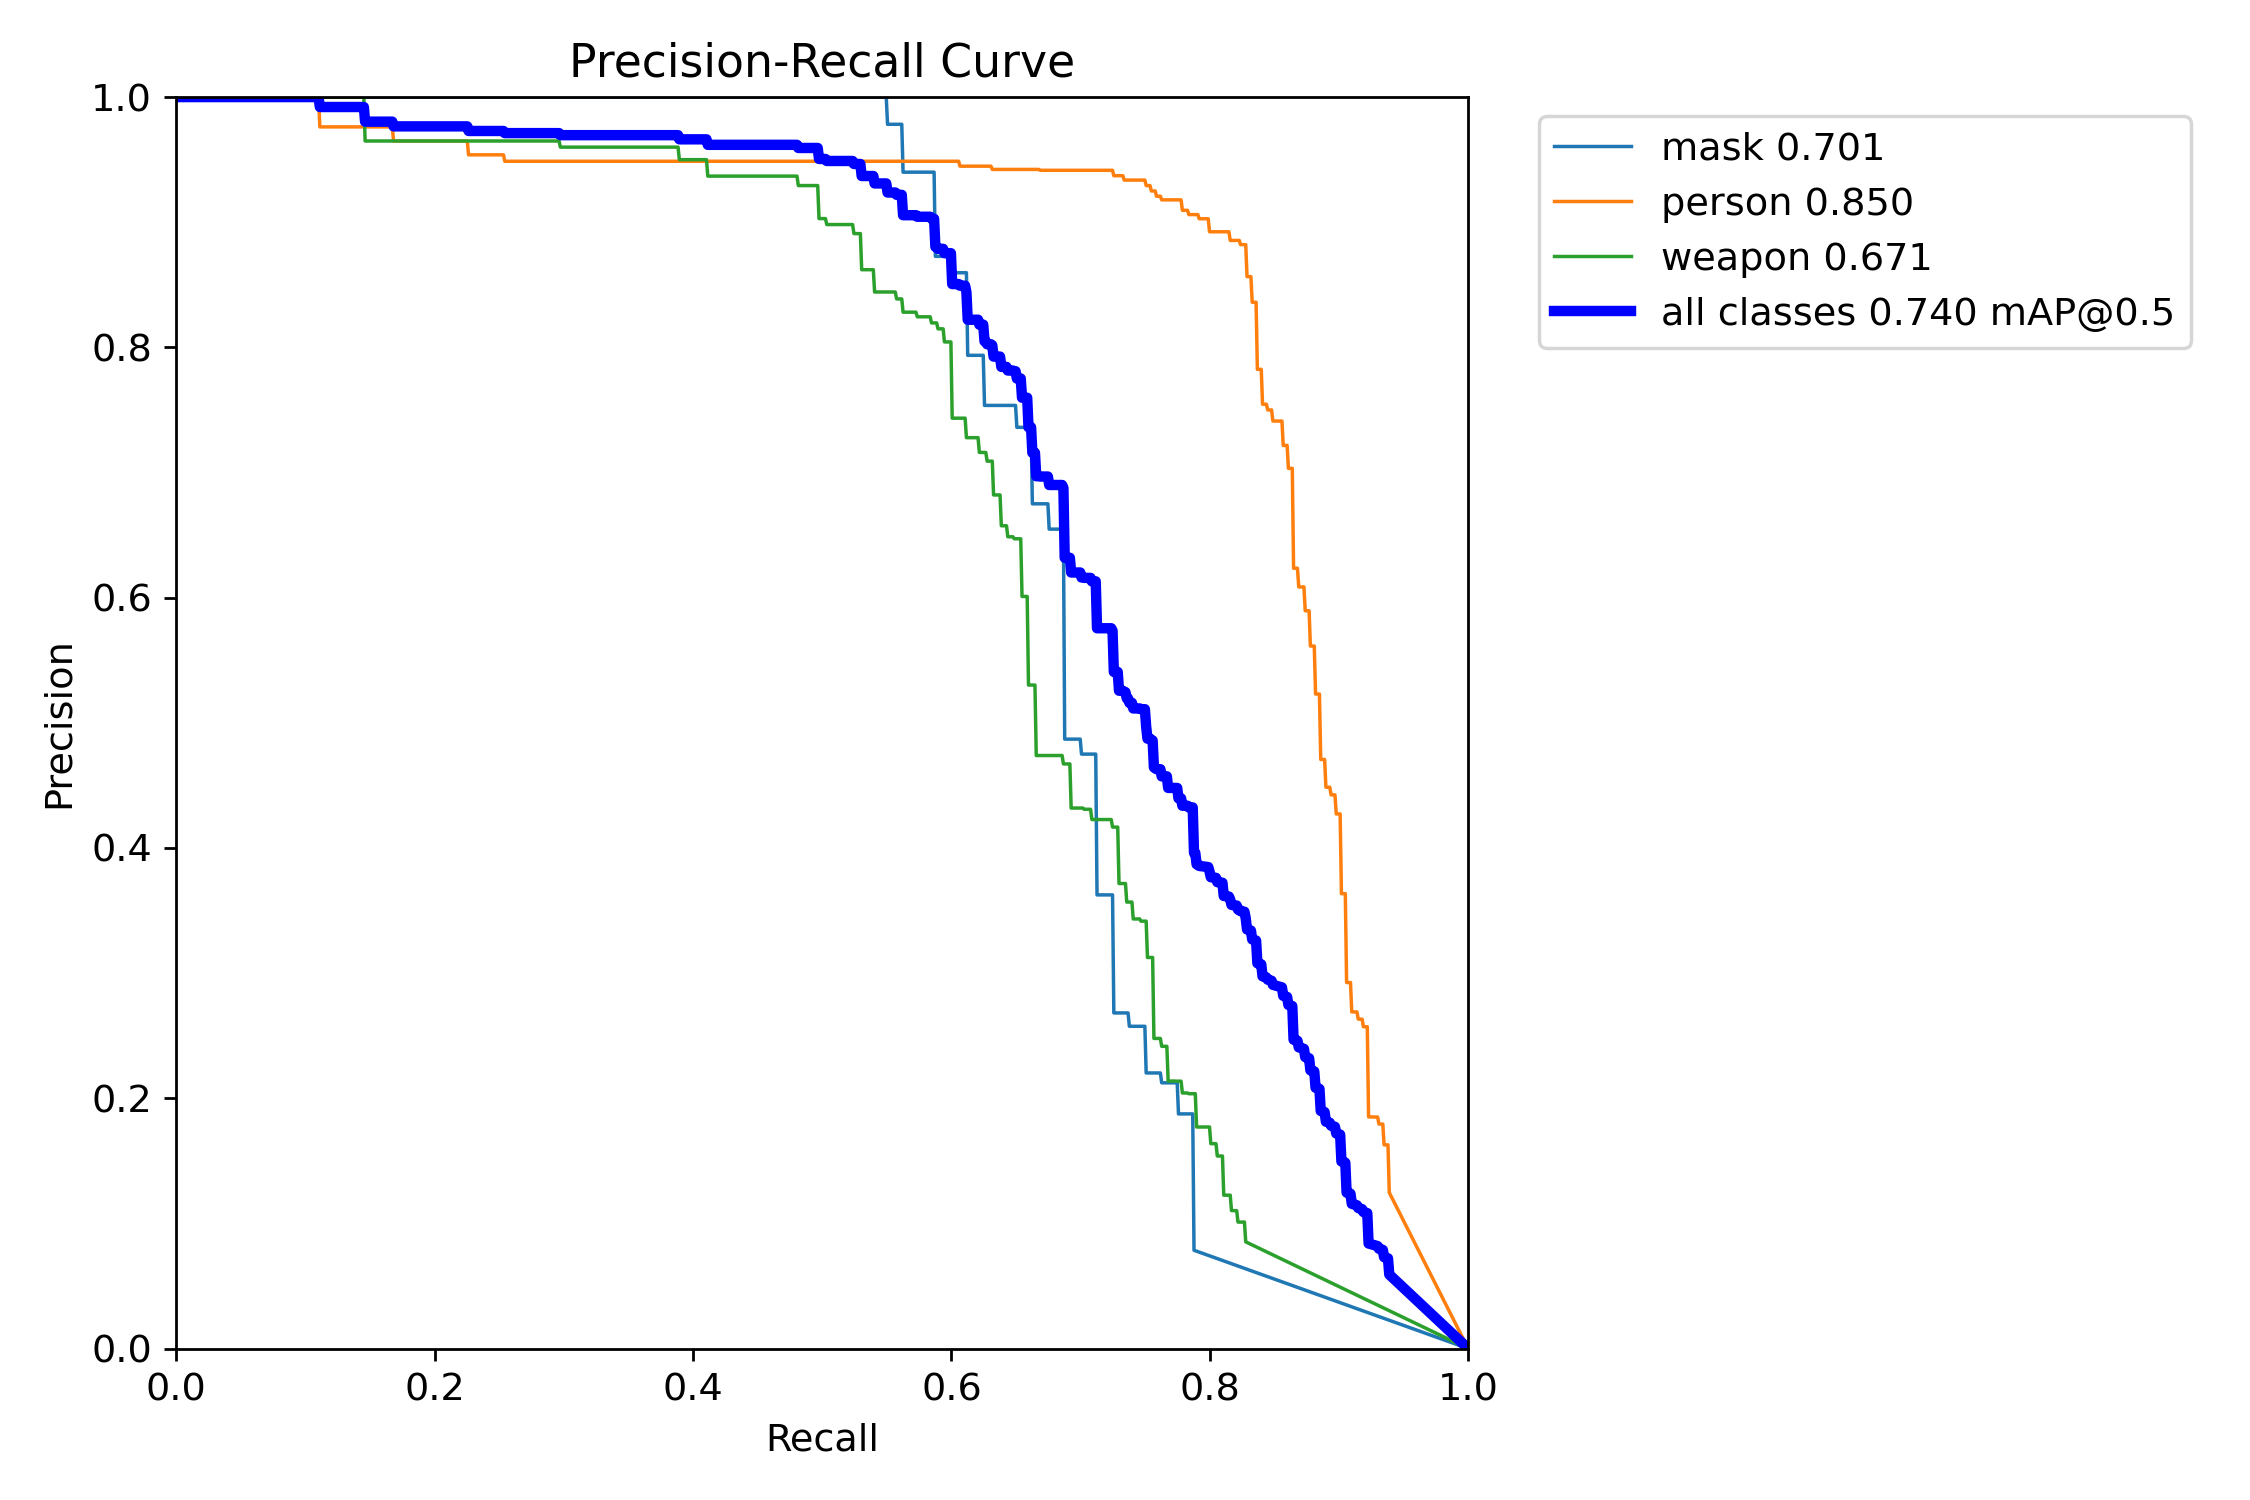 Precision-Recall Curve
1.0
0.8
0.6
0.4
0.2
0.0
Precision
0.0 0.2 0.4 0.6 0.8 1.0
Recall
mask 0.701
person 0.850
weapon 0.671
all classes 0.740 mAP@0.5